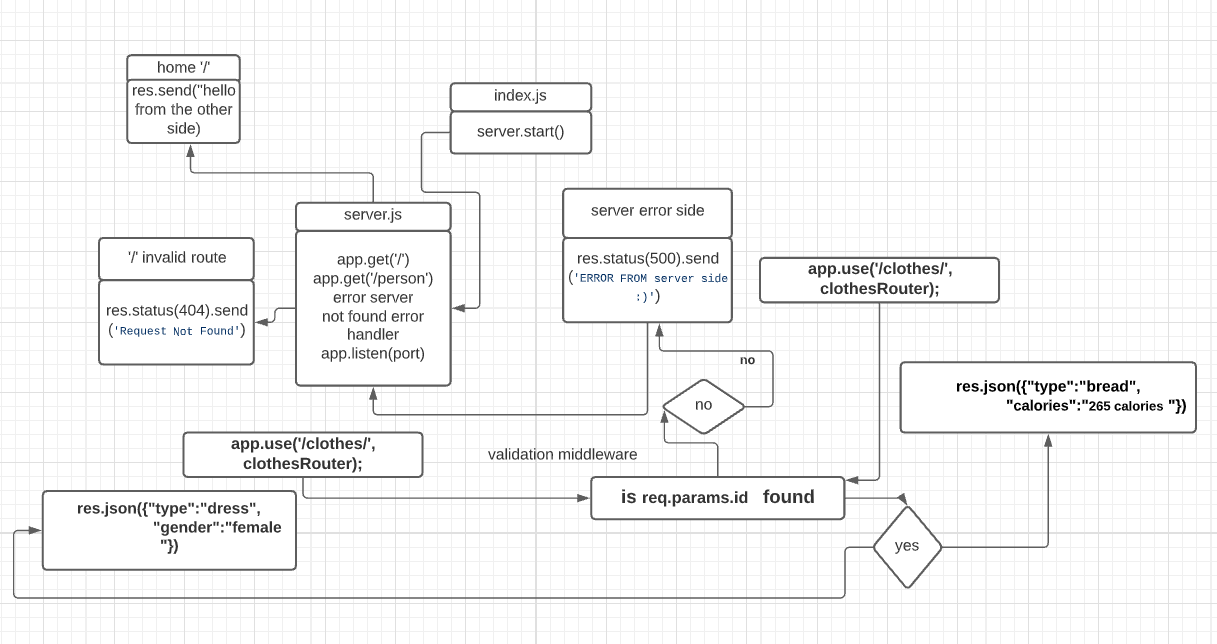 home '/'
res.send("hello
from the other
side)
index.js
server.start()
server.js
app.get('/')
app.get('/person')
error server
not found error
handler
app.listen(port)
'/' invalid route
res.status(404).send
('Request Not Found')
server error side
res.status(500).send
('ERROR FROM server side
:)')
app.use('/clothes/',
clothesRouter);
no
no
res.json({"type":"bread",
"calories":"265 calories "})
app.use('/clothes/',
clothesRouter);
validation middleware
is req.params.id found
res.json({"type":"dress",
"gender":"female
"})
yes